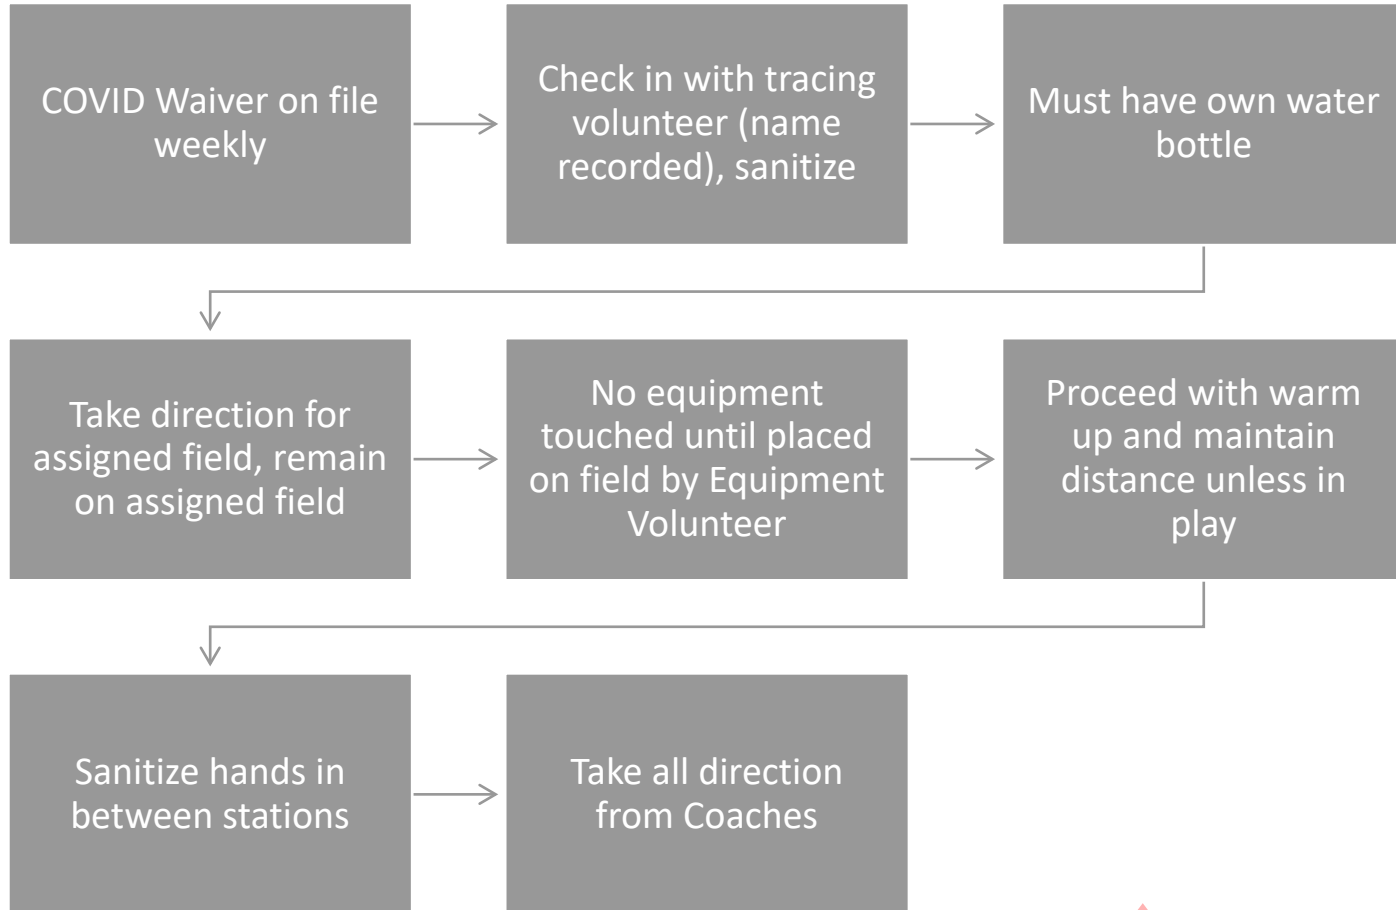 COVID Waiver on file
weekly
Check in with tracing
volunteer (name
recorded), sanitize
Must have own water
bottle
Take direction for
assigned field, remain
on assigned field
No equipment
touched until placed
on field by Equipment
Volunteer
Proceed with warm
up and maintain
distance unless in
play
Sanitize hands in
between stations
Take all direction
from Coaches